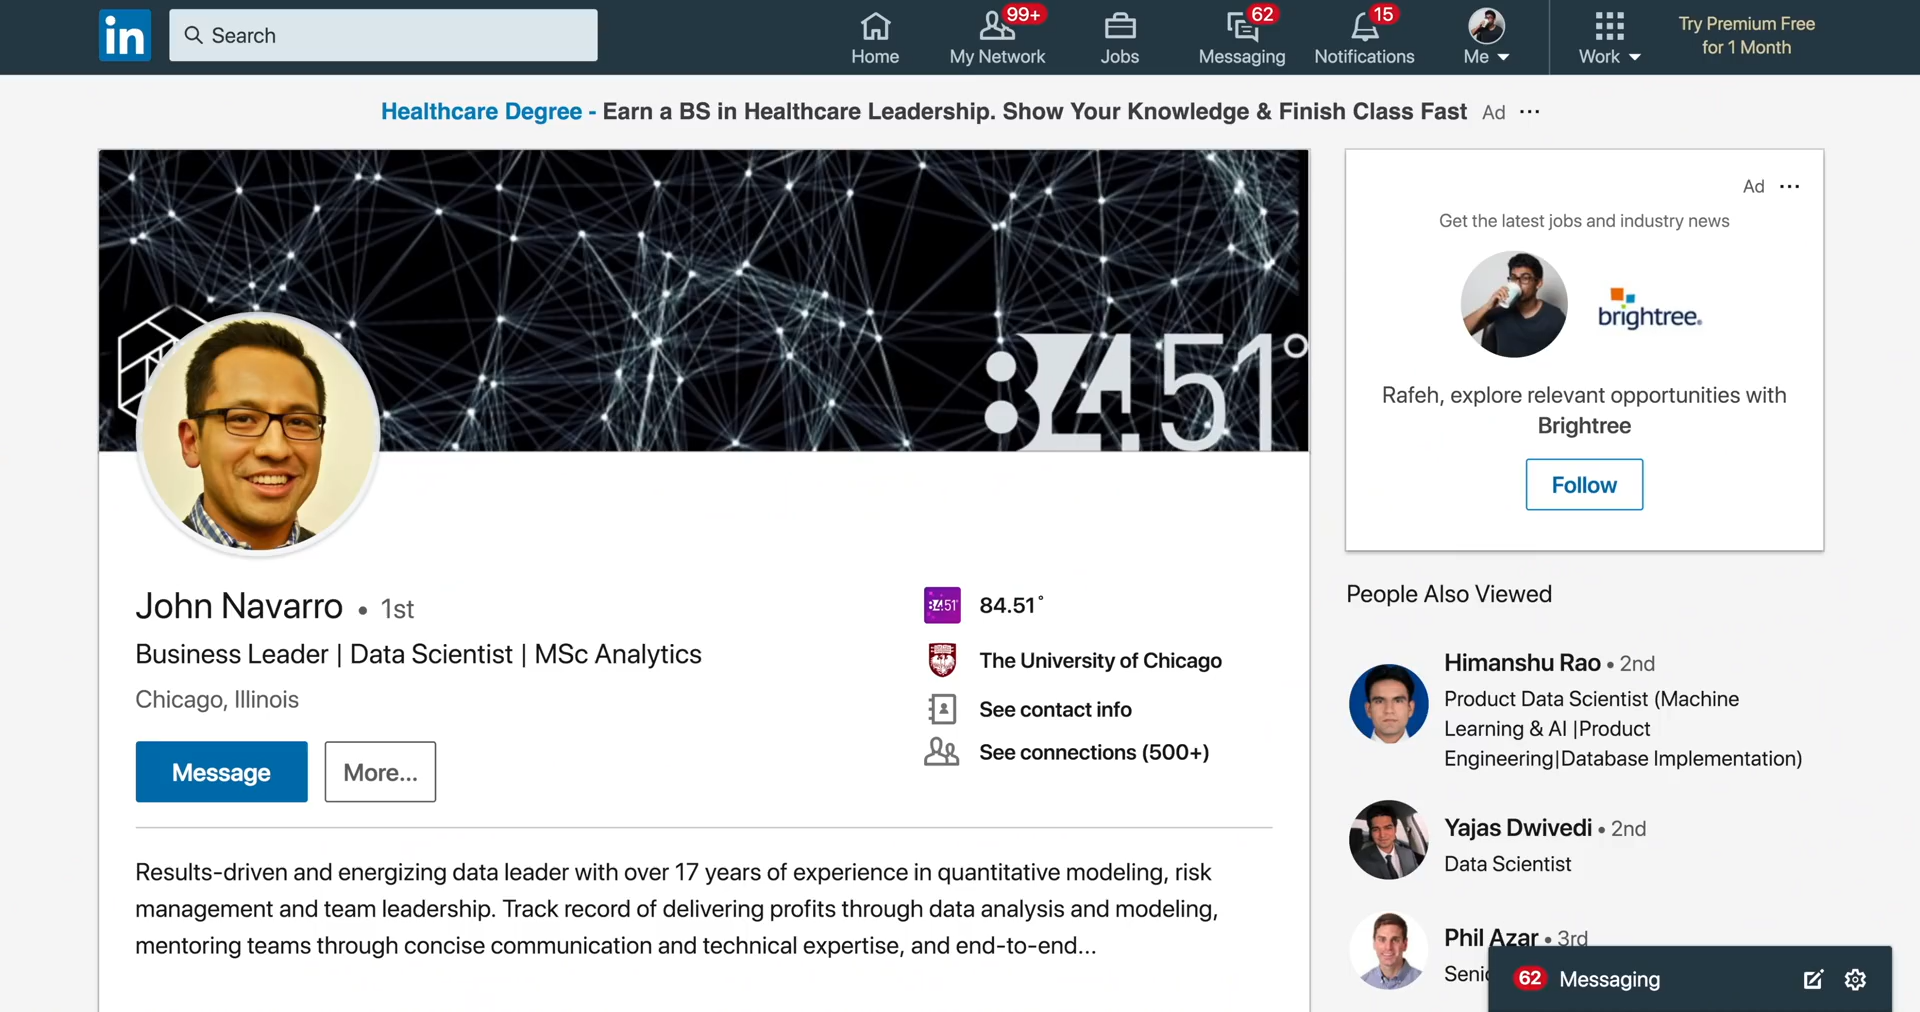 in
Search
Home
99+
My Network
Jobs
62
Messaging
15
Notifications
Me
Work
Try Premium Free
for 1 Month
Healthcare Degree - Earn a BS in Healthcare Leadership. Show Your Knowledge & Finish Class Fast Ad ...
84.51°
John Navarro • 1st
Business Leader | Data Scientist | MSc Analytics
Chicago, Illinois
Message
More...
84.51° 84.51˚
The University of Chicago
See contact info
See connections (500+)
Results-driven and energizing data leader with over 17 years of experience in quantitative modeling, risk
management and team leadership. Track record of delivering profits through data analysis and modeling,
mentoring teams through concise communication and technical expertise, and end-to-end...
Ad ...
Get the latest jobs and industry news
brightree®
Rafeh, explore relevant opportunities with
Brightree
Follow
People Also Viewed
Himanshu Rao • 2nd
Product Data Scientist (Machine
Learning & AI |Product
Engineering|Database Implementation)
Yajas Dwivedi • 2nd
Data Scientist
Phil Azar • 3rd
62 Messaging